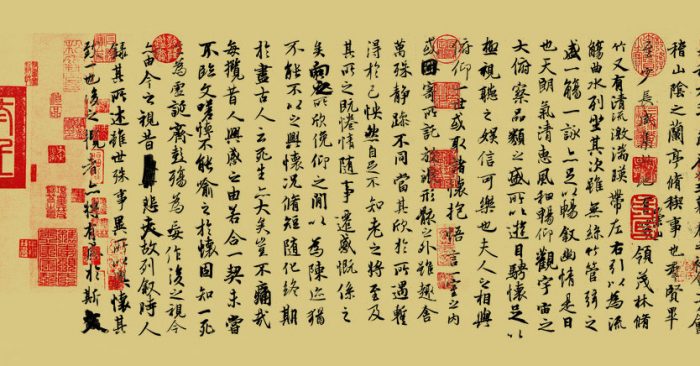 稽山陰之蘭亭脩稧事也羣賢畢
至少長咸集此地領茂林脩
竹又有清流激湍暎帶左右引以為流
觴曲水列坐其次雖無絲竹管弦之
盛一觴一詠亦足以暢敘幽情是日
也天朗氣清惠風和暢仰觀宇宙之
大俯察品類之盛所以遊目騁懷足以
極視聽之娛信可樂也夫人之相與
俯仰一世或取諸懷抱悟言一室之內
或因寄所託放浪形骸之外雖趣舍
萬殊靜躁不同當其欣於所遇暫
得於己怏然自足不知老之將至及
其所之既惓情隨事遷感慨係之
矣向之所欣俛仰之閒以為陳迹猶
不能不以之興懷況脩短隨化終期
於盡古人云死生亦大矣豈不痛哉
每攬昔人興感之由若合一契未嘗
不臨文嗟悼不能喻之於懷固知一死
生為虛誕齊彭殤為妄作後之視今
亦由今之視昔悲夫故列敘時人
錄其所述雖世殊事異所以興懷其
致一也後之覽者亦將有感於斯文